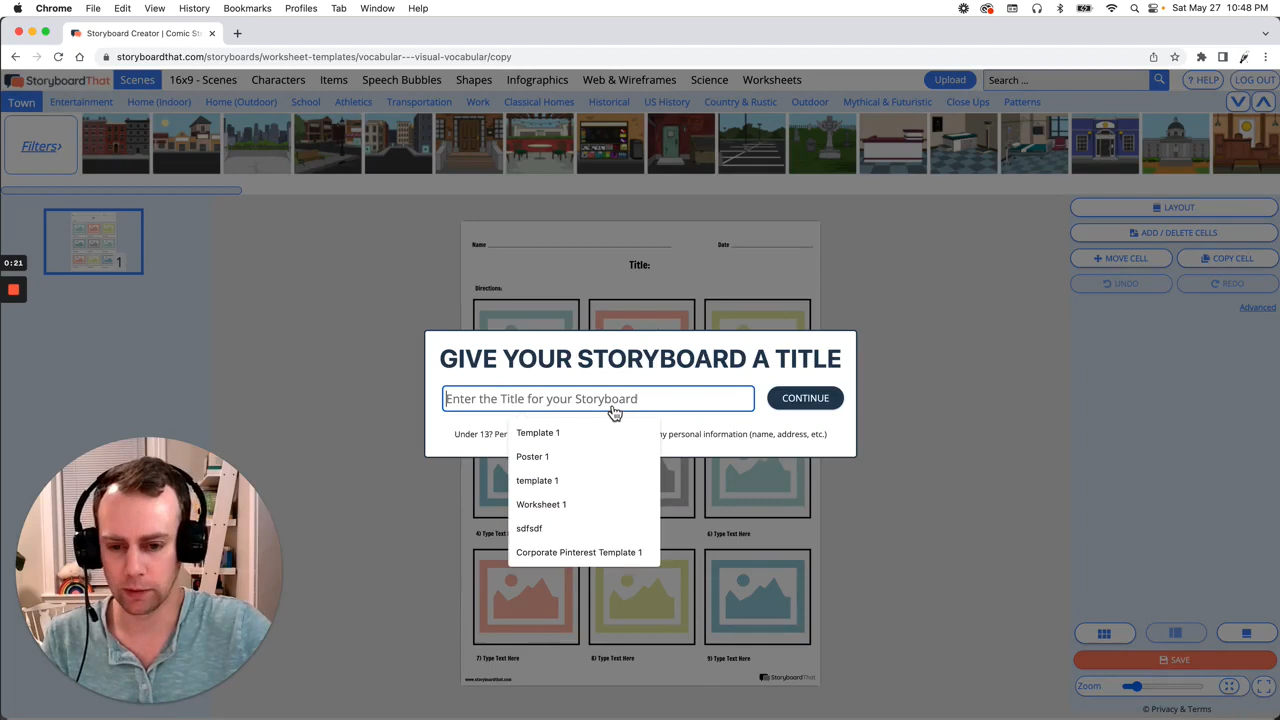 Chrome File Edit View History Bookmarks Profiles Tab Window Help
Sat May 27 10:48 PM
Storyboard Creator | Comic St
storyboardthat.com/storyboards/worksheet-templates/vocabular---visual-vocabulary/copy
StoryboardThat Scenes 16x9 - Scenes Characters Items Speech Bubbles Shapes Infographics Web & Wireframes Science Worksheets Upload Search ... ? HELP LOG OUT
Town Entertainment Home (Indoor) Home (Outdoor) School Athletics Transportation Work Classical Homes Historical US History Country & Rustic Outdoor Mythical & Futuristic Close Ups Patterns
Filters›
1
0:21
Name Date
Title:
Directions:
LAYOUT
ADD / DELETE CELLS
MOVE CELL COPY CELL
UNDO REDO
Advanced
GIVE YOUR STORYBOARD A TITLE
Enter the Title for your Storyboard CONTINUE
Under 13? Per ny personal information (name, address, etc.)
Template 1
Poster 1
template 1
Worksheet 1
sdfsdf
Corporate Pinterest Template 1
4) Type Text 6) Type Text Here
7) Type Text Here 8) Type Text Here 9) Type Text Here
www.storyboardthat.com StoryboardThat
SAVE
Zoom
© Privacy & Terms